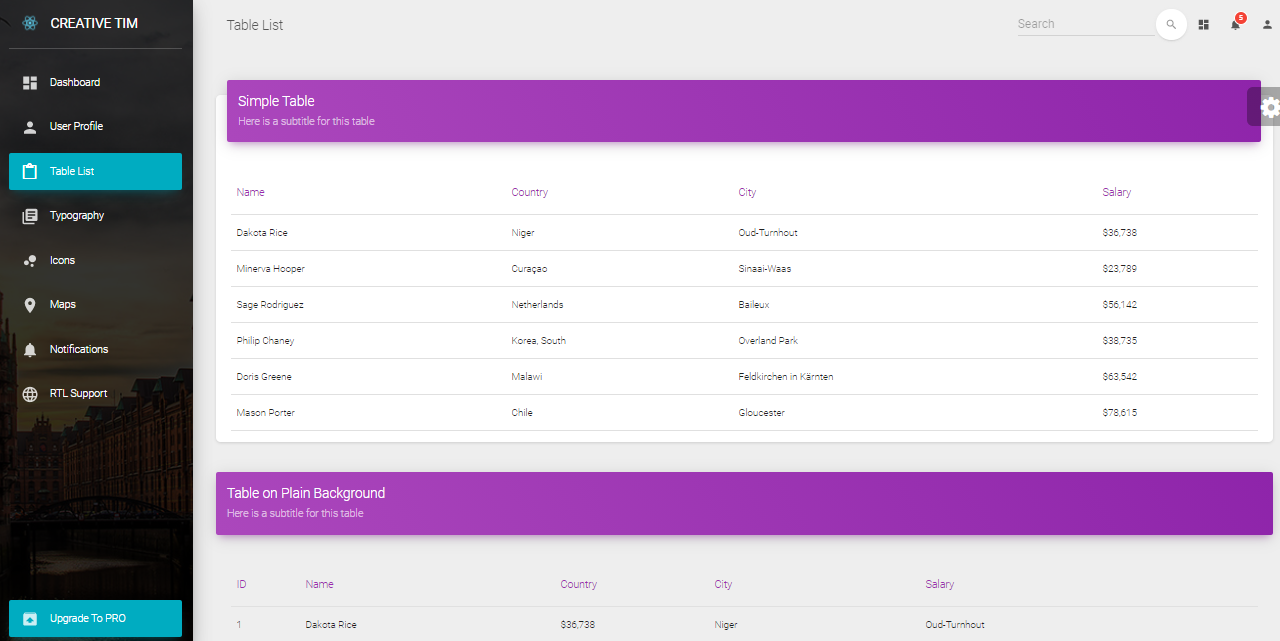 CREATIVE TIM
Dashboard
User Profile
Table List
Typography
Icons
Maps
Notifications
RTL Support
Upgrade To PRO
Table List
Search
5
Simple Table
Here is a subtitle for this table
Name Country City Salary
Dakota Rice Niger Oud-Turnhout $36,738
Minerva Hooper Curaçao Sinaai-Waas $23,789
Sage Rodriguez Netherlands Baileux $56,142
Philip Chaney Korea, South Overland Park $38,735
Doris Greene Malawi Feldkirchen in Kärnten $63,542
Mason Porter Chile Gloucester $78,615
Table on Plain Background
Here is a subtitle for this table
ID Name Country City Salary
1 Dakota Rice $36,738 Niger Oud-Turnhout